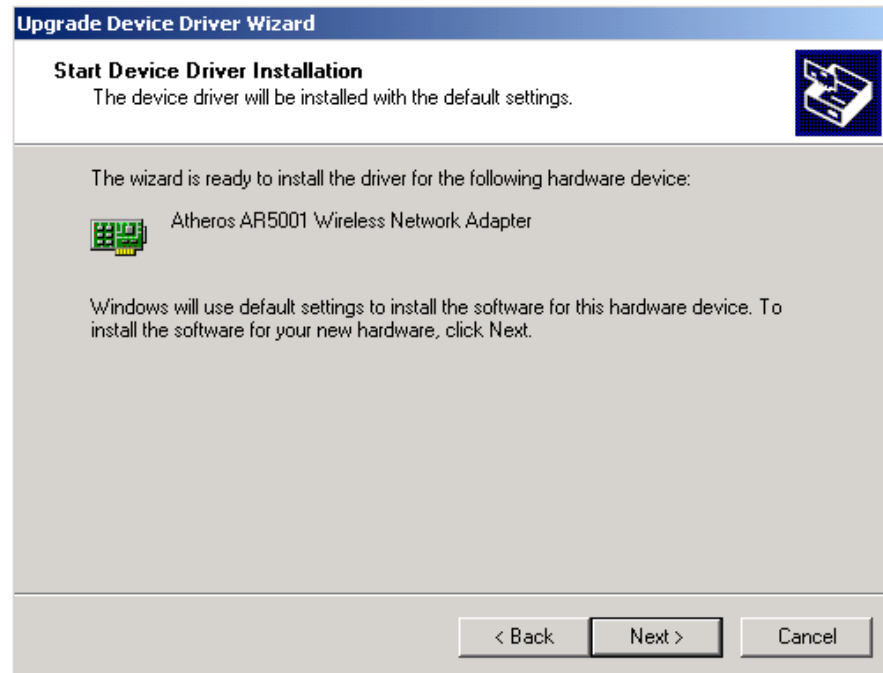 Upgrade Device Driver Wizard
Start Device Driver Installation
The device driver will be installed with the default settings.
The wizard is ready to install the driver for the following hardware device:
Atheros AR5001 Wireless Network Adapter
Windows will use default settings to install the software for this hardware device. To
install the software for your new hardware, click Next.
< Back Next > Cancel